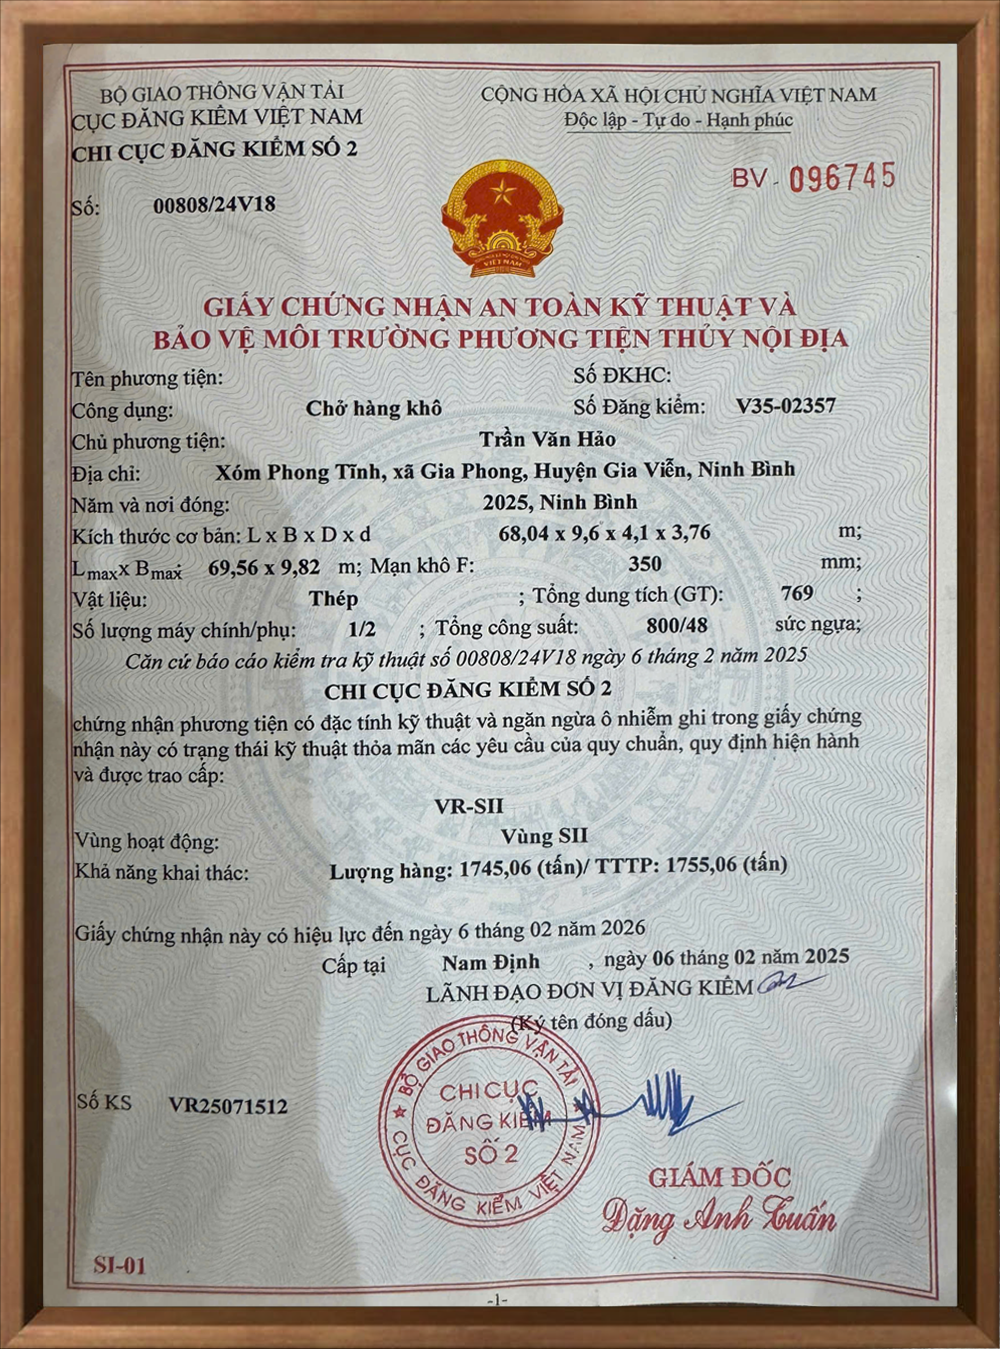 BỘ GIAO THÔNG VẬN TẢI
CỤC ĐĂNG KIỂM VIỆT NAM
CHI CỤC ĐĂNG KIỂM SỐ 2
CỘNG HÒA XÃ HỘI CHỦ NGHĨA VIỆT NAM
Độc lập - Tự do - Hạnh phúc
Số: 00808/24V18
BV - 096745
VIỆT NAM
GIẤY CHỨNG NHẬN AN TOÀN KỸ THUẬT VÀ
BẢO VỆ MÔI TRƯỜNG PHƯƠNG TIỆN THỦY NỘI ĐỊA
Tên phương tiện: Số ĐKHC:
Công dụng: Chở hàng khô Số Đăng kiểm: V35-02357
Chủ phương tiện: Trần Văn Hảo
Địa chỉ: Xóm Phong Tĩnh, xã Gia Phong, Huyện Gia Viễn, Ninh Bình
Năm và nơi đóng: 2025, Ninh Bình
Kích thước cơ bản: L x B x D x d 68,04 x 9,6 x 4,1 x 3,76 m;
Lmaxx Bmax: 69,56 x 9,82 m; Mạn khô F: 350 mm;
Vật liệu: Thép ; Tổng dung tích (GT): 769 ;
Số lượng máy chính/phụ: 1/2 ; Tổng công suất: 800/48 sức ngựa;
Căn cứ báo cáo kiểm tra kỹ thuật số 00808/24V18 ngày 6 tháng 2 năm 2025
CHI CỤC ĐĂNG KIỂM SỐ 2
chứng nhận phương tiện có đặc tính kỹ thuật và ngăn ngừa ô nhiễm ghi trong giấy chứng
nhận này có trạng thái kỹ thuật thỏa mãn các yêu cầu của quy chuẩn, quy định hiện hành
và được trao cấp:
VR-SII
Vùng hoạt động: Vùng SII
Khả năng khai thác: Lượng hàng: 1745,06 (tấn)/ TTTP: 1755,06 (tấn)
Giấy chứng nhận này có hiệu lực đến ngày 6 tháng 02 năm 2026
Cấp tại Nam Định , ngày 06 tháng 02 năm 2025
LÃNH ĐẠO ĐƠN VỊ ĐĂNG KIỂM
(Ký tên đóng dấu)
BỘ GIAO THÔNG VẬN TẢI
CHI CỤC
ĐĂNG KIỂM
SỐ 2
CỤC ĐĂNG KIỂM VIỆT NAM
Số KS VR25071512
GIÁM ĐỐC
Đặng Anh Tuấn
SI-01
-1-